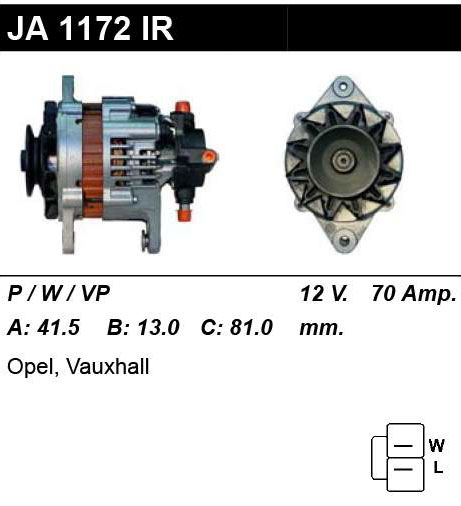 JA 1172 IR
P / W / VP 12 V. 70 Amp.
A: 41.5 B: 13.0 C: 81.0 mm.
Opel, Vauxhall
W
L